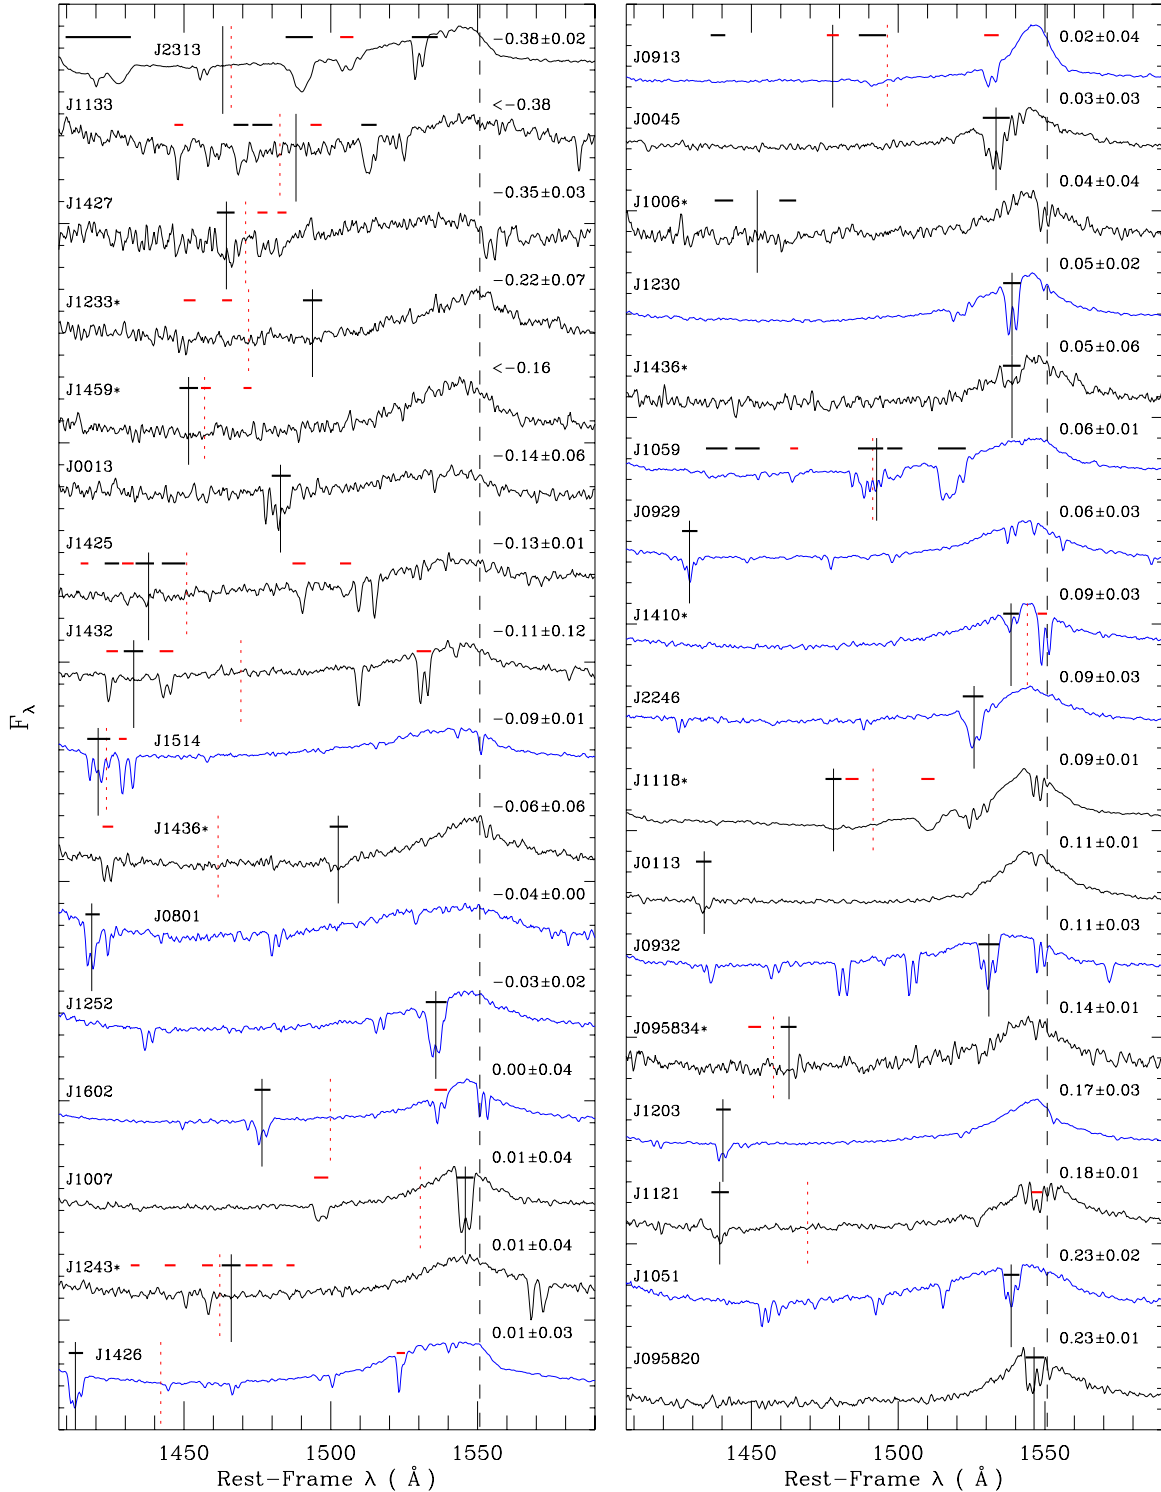 J2313
−0.38±0.02
J1133
<−0.38
J1427
−0.35±0.03
J1233*
−0.22±0.07
J1459*
<−0.16
J0013
−0.14±0.06
J1425
−0.13±0.01
J1432
−0.11±0.12
J1514
−0.09±0.01
J1436*
−0.06±0.06
J0801
−0.04±0.00
J1252
−0.03±0.02
J1602
0.00±0.04
J1007
0.01±0.04
J1243*
0.01±0.04
J1426
0.01±0.03
1450 1500 1550
Rest−Frame λ ( Å )
Fλ
J0913
0.02±0.04
J0045
0.03±0.03
J1006*
0.04±0.04
J1230
0.05±0.02
J1436*
0.05±0.06
J1059
0.06±0.01
J0929
0.06±0.03
J1410*
0.09±0.03
J2246
0.09±0.03
J1118*
0.09±0.01
J0113
0.11±0.01
J0932
0.11±0.03
J095834*
0.14±0.01
J1203
0.17±0.03
J1121
0.18±0.01
J1051
0.23±0.02
J095820
0.23±0.01
1450 1500 1550
Rest−Frame λ ( Å )